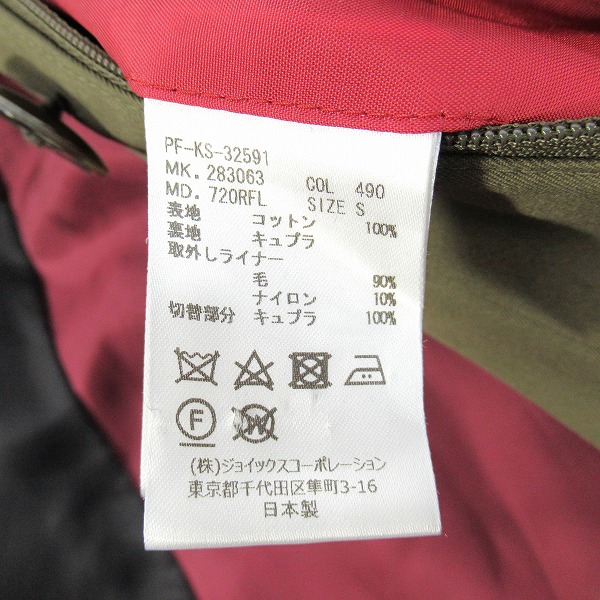 PF-KS-32591
MK. 283063 COL 490
MD. 720RFL SIZE S
表地 コットン 100%
裏地 キュプラ
取外しライナー
毛 90%
ナイロン 10%
切替部分 キュプラ 100%
F W
(株)ジョイックスコーポレーション
東京都千代田区隼町3-16
日本製